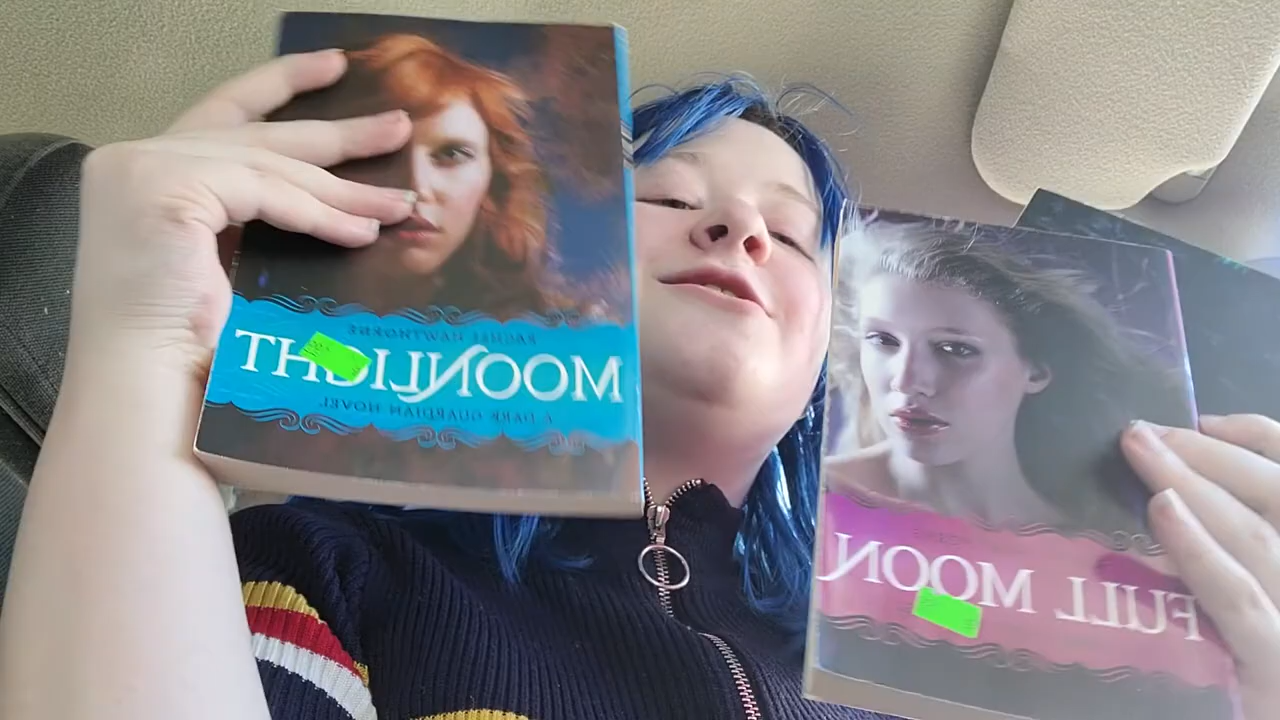 RACHEL HAWTHORNE
MOONLIGHT
A DARK GUARDIAN NOVEL
FULL MOON